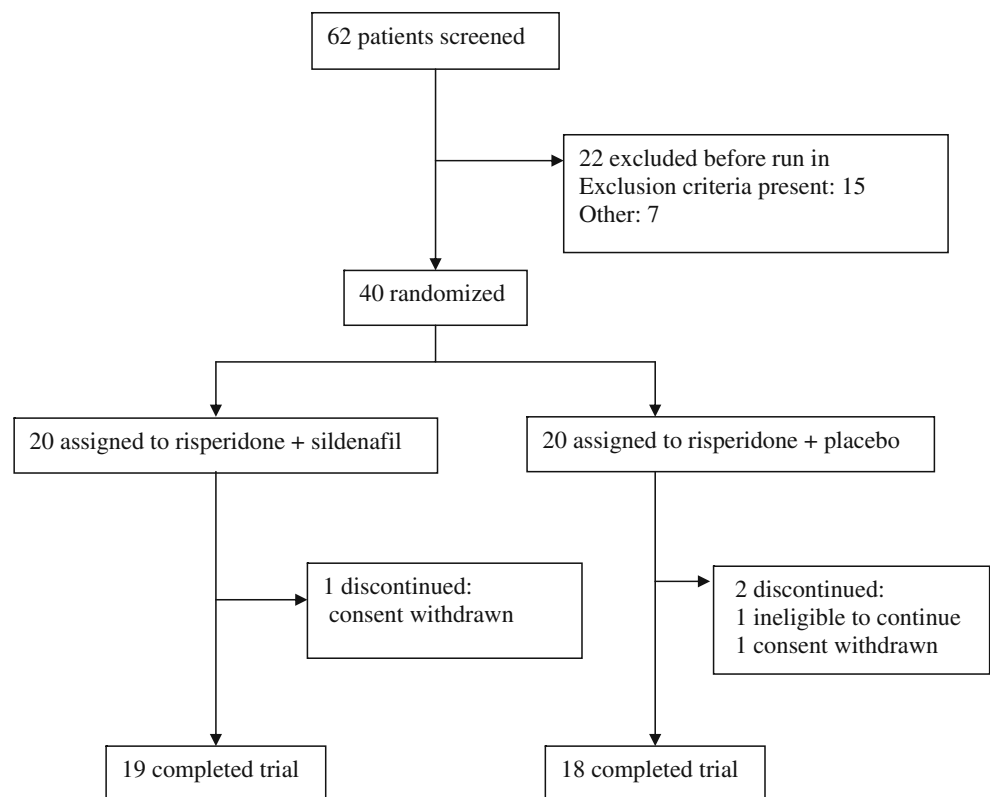 62 patients screened
22 excluded before run in
Exclusion criteria present: 15
Other: 7
40 randomized
20 assigned to risperidone + sildenafil
20 assigned to risperidone + placebo
1 discontinued:
consent withdrawn
2 discontinued:
1 ineligible to continue
1 consent withdrawn
19 completed trial
18 completed trial